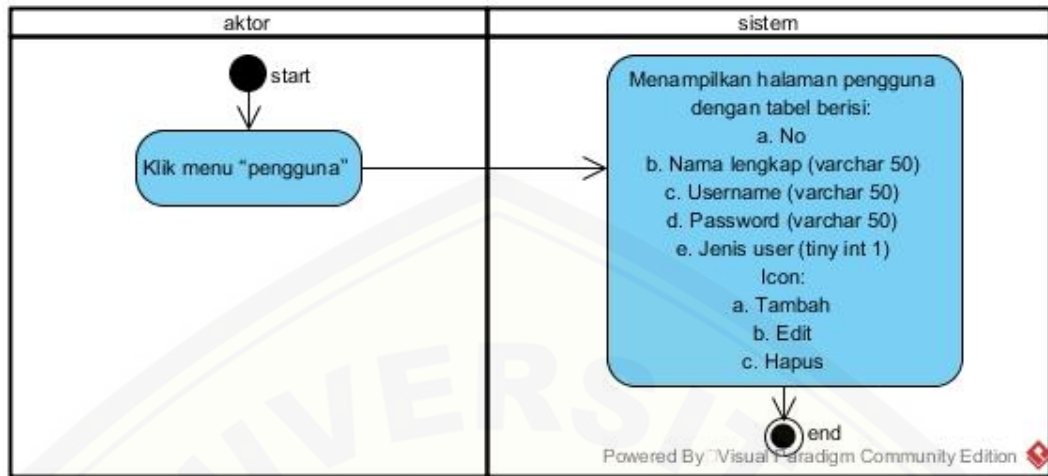 aktor
sistem
start
Klik menu “pengguna”
Menampilkan halaman pengguna
dengan tabel berisi:
a. No
b. Nama lengkap (varchar 50)
c. Username (varchar 50)
d. Password (varchar 50)
e. Jenis user (tiny int 1)
Icon:
a. Tambah
b. Edit
c. Hapus
end
Powered By Visual Paradigm Community Edition